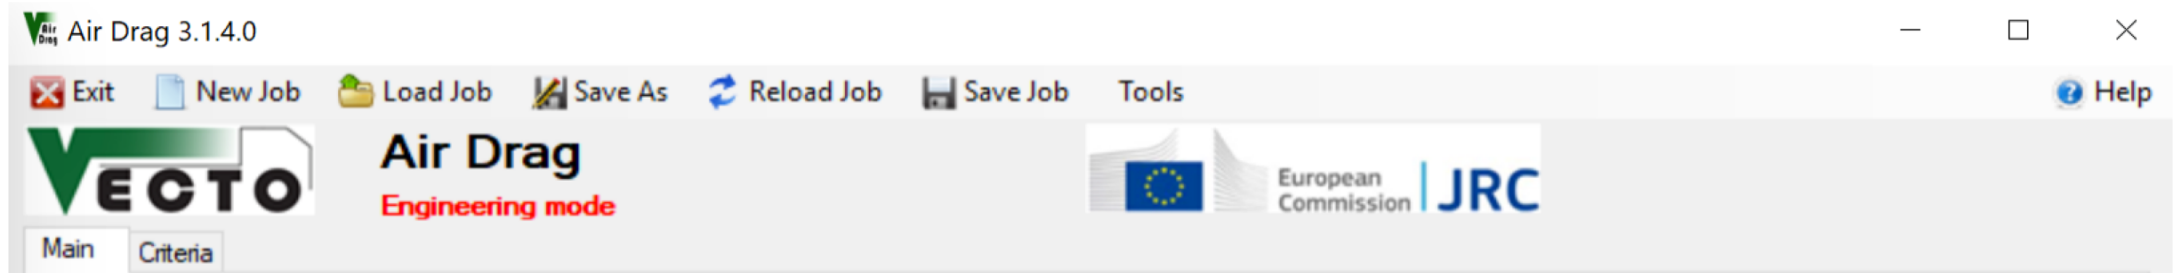 Air Drag 3.1.4.0
Exit New Job Load Job Save As Reload Job Save Job Tools Help
VECTO
Air Drag
Engineering mode
European
Commission
JRC
Main Criteria